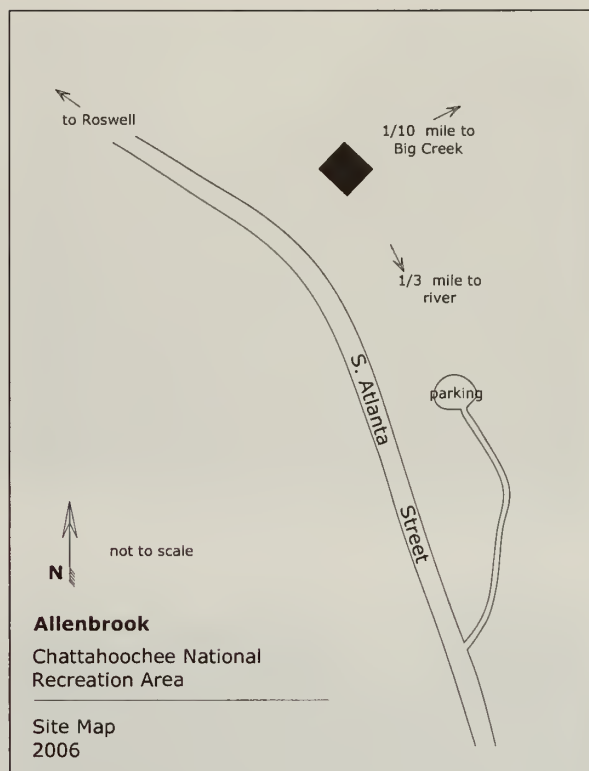 to Roswell
1/10 mile to
Big Creek
1/3 mile to
river
S. Atlanta
Street
parking
N
not to scale
Allenbrook
Chattahoochee National
Recreation Area
Site Map
2006